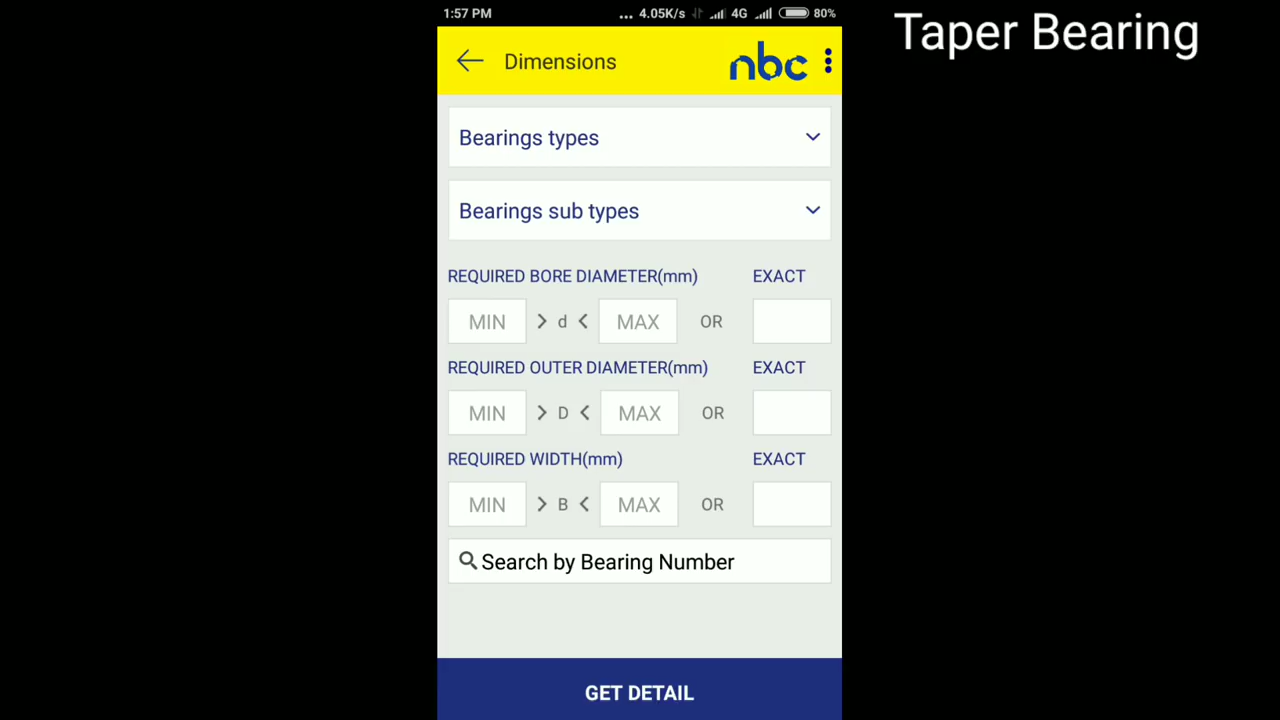 1:57 PM ... 4.05K/s 4G 80%
Taper Bearing
Dimensions nbc
Bearings types
Bearings sub types
REQUIRED BORE DIAMETER(mm) EXACT
MIN > d < MAX OR
REQUIRED OUTER DIAMETER(mm) EXACT
MIN > D < MAX OR
REQUIRED WIDTH(mm) EXACT
MIN > B < MAX OR
Search by Bearing Number
GET DETAIL